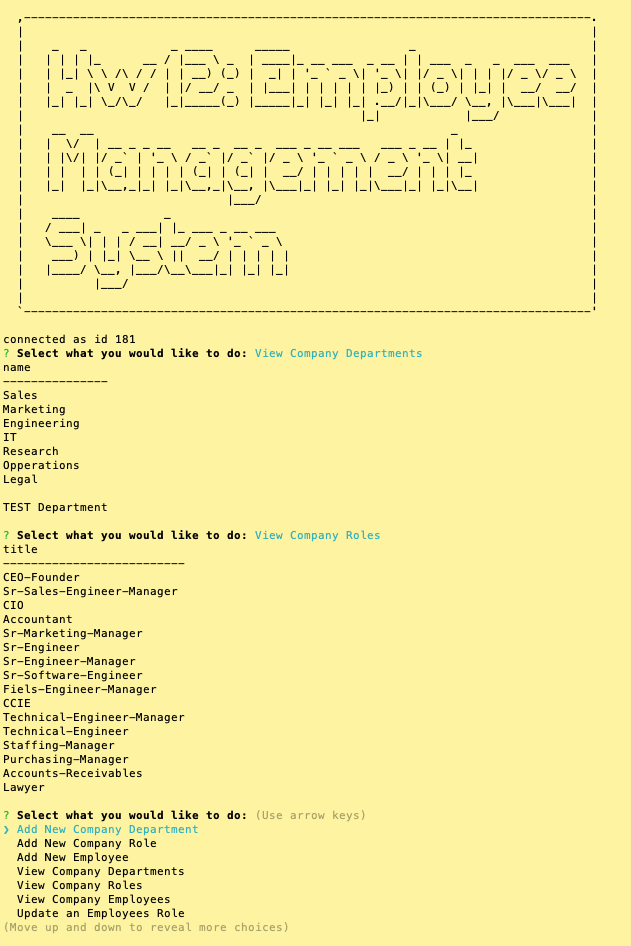 Hw 12: Employee
Management
System
connected as id 181
? Select what you would like to do: View Company Departments
name
---------------
Sales
Marketing
Engineering
IT
Research
Opperations
Legal
TEST Department
? Select what you would like to do: View Company Roles
title
--------------------------
CEO-Founder
Sr-Sales-Engineer-Manager
CIO
Accountant
Sr-Marketing-Manager
Sr-Engineer
Sr-Engineer-Manager
Sr-Software-Engineer
Fiels-Engineer-Manager
CCIE
Technical-Engineer-Manager
Technical-Engineer
Staffing-Manager
Purchasing-Manager
Accounts-Receivables
Lawyer
? Select what you would like to do: (Use arrow keys)
❯ Add New Company Department
Add New Company Role
Add New Employee
View Company Departments
View Company Roles
View Company Employees
Update an Employees Role
(Move up and down to reveal more choices)